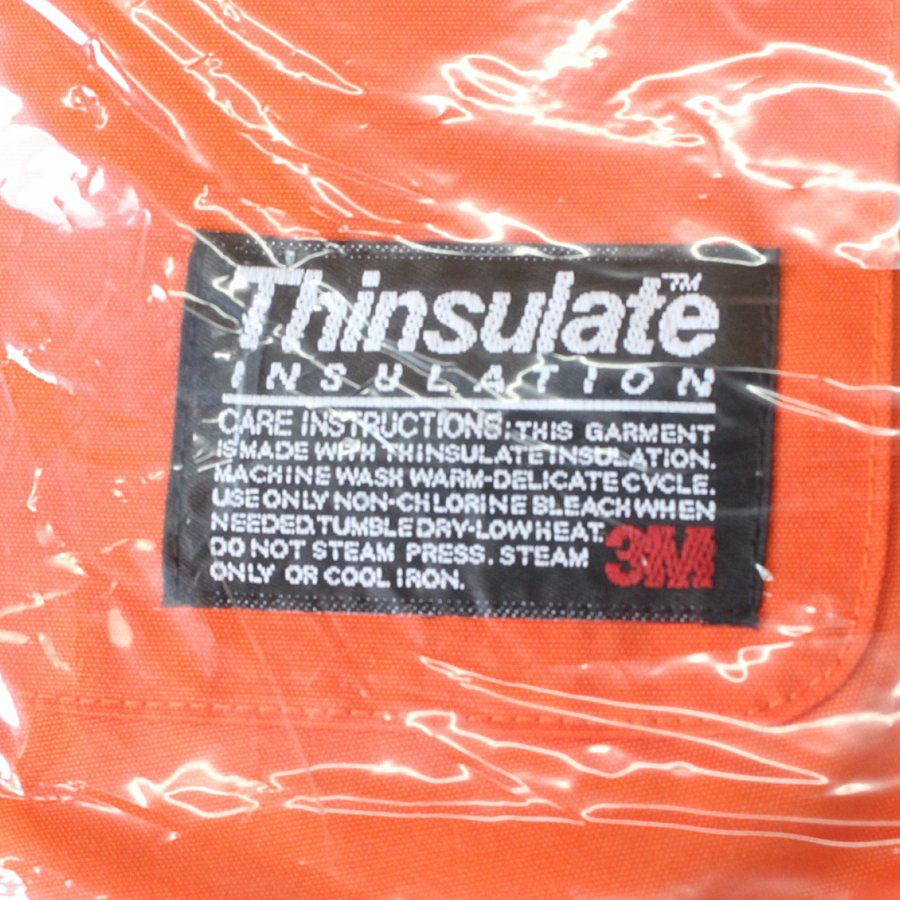 Thinsulate™
INSULATION
CARE INSTRUCTIONS: THIS GARMENT
IS MADE WITH THINSULATE INSULATION.
MACHINE WASH WARM-DELICATE CYCLE.
USE ONLY NON-CHLORINE BLEACH WHEN
NEEDED. TUMBLE DRY-LOW HEAT.
DO NOT STEAM PRESS. STEAM
ONLY OR COOL IRON.
3M